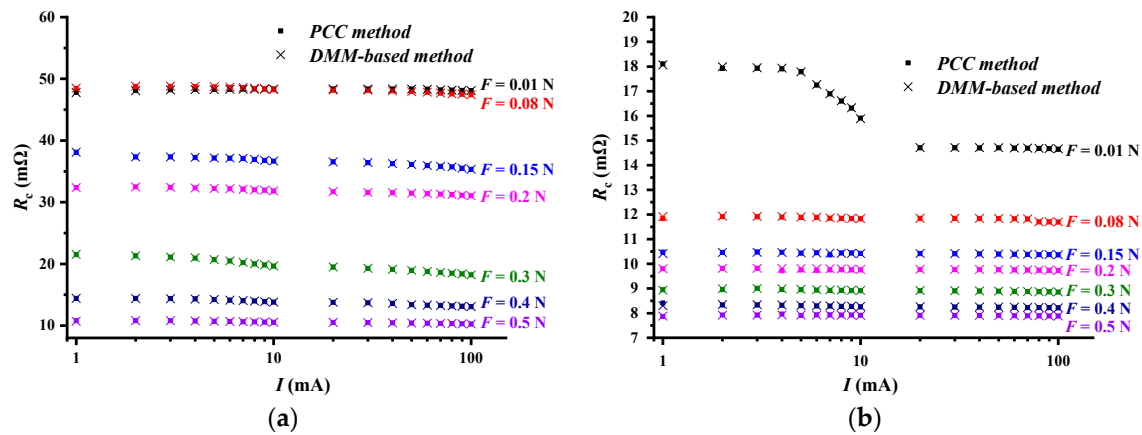 60
50
40
30
20
10
1
10
100
R_c (mΩ)
I (mA)
PCC method
DMM-based method
F = 0.01 N
F = 0.08 N
F = 0.15 N
F = 0.2 N
F = 0.3 N
F = 0.4 N
F = 0.5 N
(a)
20
19
18
17
16
15
14
13
12
11
10
9
8
7
1
10
100
R_c (mΩ)
I (mA)
PCC method
DMM-based method
F = 0.01 N
F = 0.08 N
F = 0.15 N
F = 0.2 N
F = 0.3 N
F = 0.4 N
F = 0.5 N
(b)